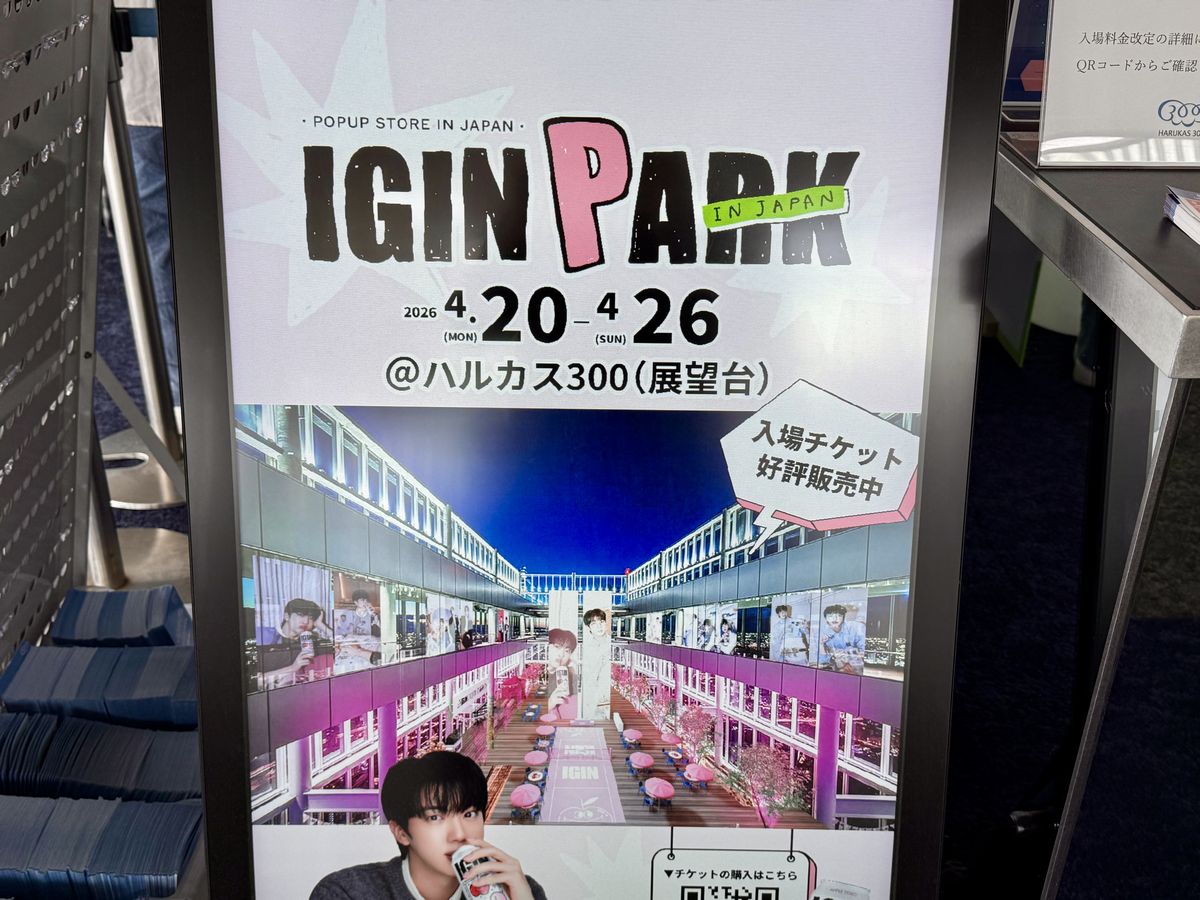 · POPUP STORE IN JAPAN ·
IGIN PARK
IN JAPAN
2026 4.20 – 4 26
(MON) (SUN)
@ハルカス300(展望台)
入場チケット
好評販売中
IGIN
▼チケットの購入はこちら
入場料金改定の詳細
QRコードからご確認
HARUKAS 30